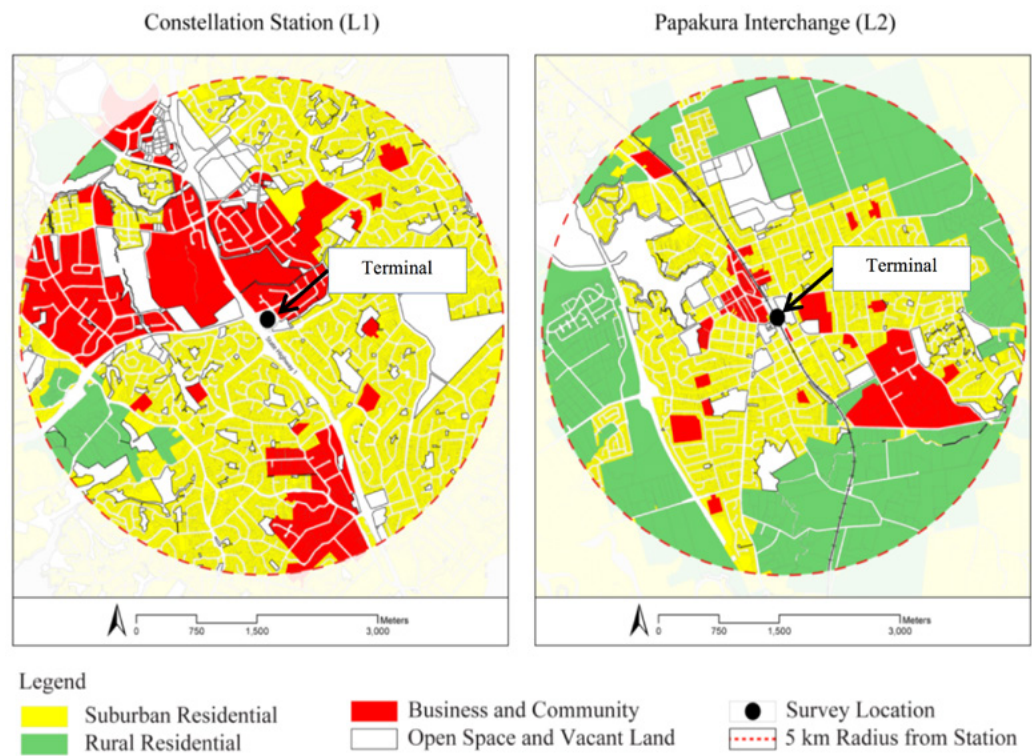 Constellation Station (L1)
Papakura Interchange (L2)
Terminal
Terminal
0 750 1,500 3,000
Meters
0 750 1,500 3,000
Meters
Legend
Suburban Residential
Rural Residential
Business and Community
Open Space and Vacant Land
Survey Location
5 km Radius from Station